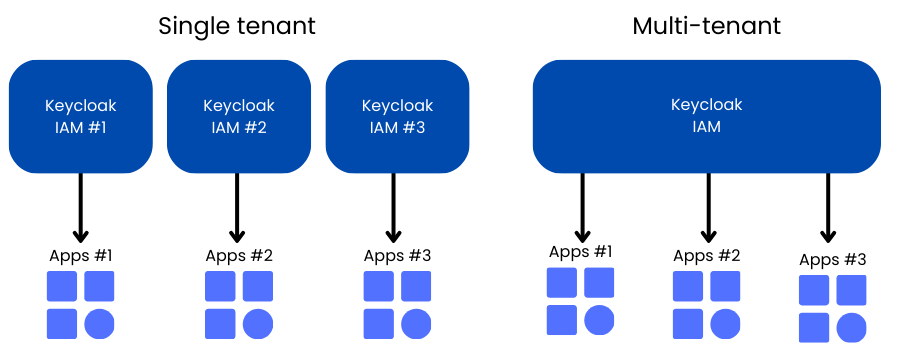 Single tenant
Multi-tenant
Keycloak
IAM #1
Keycloak
IAM #2
Keycloak
IAM #3
Keycloak
IAM
Apps #1
Apps #2
Apps #3
Apps #1
Apps #2
Apps #3